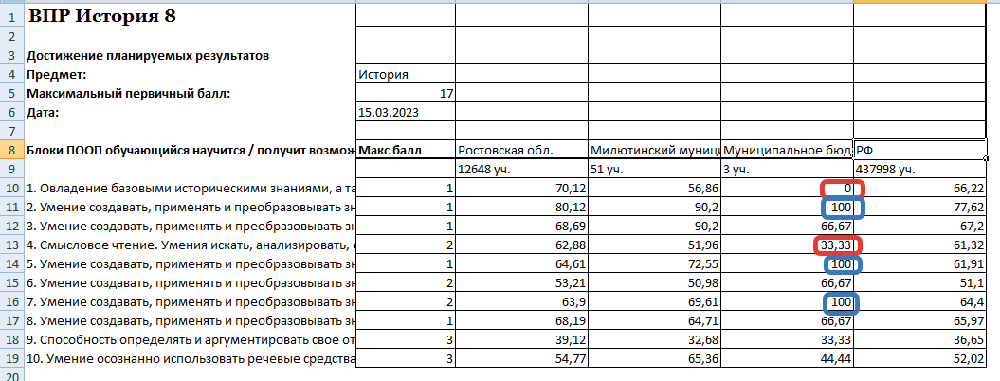 1 ВПР История 8
2
3 Достижение планируемых результатов
4 Предмет: История
5 Максимальный первичный балл: 17
6 Дата: 15.03.2023
7
8 Блоки ПООП обучающийся научится / получит возмож Макс балл Ростовская обл. Милютинский муници Муниципальное бюд РФ
9 12648 уч. 51 уч. 3 уч. 437998 уч.
10 1. Овладение базовыми историческими знаниями, а та 1 70,12 56,86 0 66,22
11 2. Умение создавать, применять и преобразовывать зн 1 80,12 90,2 100 77,62
12 3. Умение создавать, применять и преобразовывать зн 1 68,69 90,2 66,67 67,2
13 4. Смысловое чтение. Умения искать, анализировать, с 2 62,88 51,96 33,33 61,32
14 5. Умение создавать, применять и преобразовывать зн 1 64,61 72,55 100 61,91
15 6. Умение создавать, применять и преобразовывать зн 2 53,21 50,98 66,67 51,1
16 7. Умение создавать, применять и преобразовывать зн 2 63,9 69,61 100 64,4
17 8. Умение создавать, применять и преобразовывать зн 1 68,19 64,71 66,67 65,97
18 9. Способность определять и аргументировать свое от 3 39,12 32,68 33,33 36,65
19 10. Умение осознанно использовать речевые средства 3 54,77 65,36 44,44 52,02
20